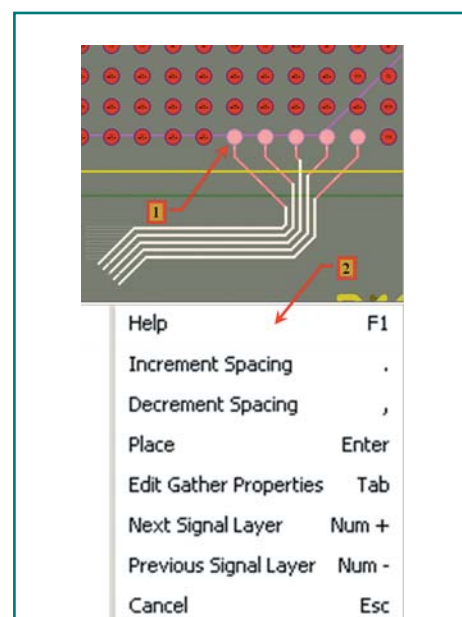 1
2
Help F1
Increment Spacing .
Decrement Spacing ,
Place Enter
Edit Gather Properties Tab
Next Signal Layer Num +
Previous Signal Layer Num -
Cancel Esc